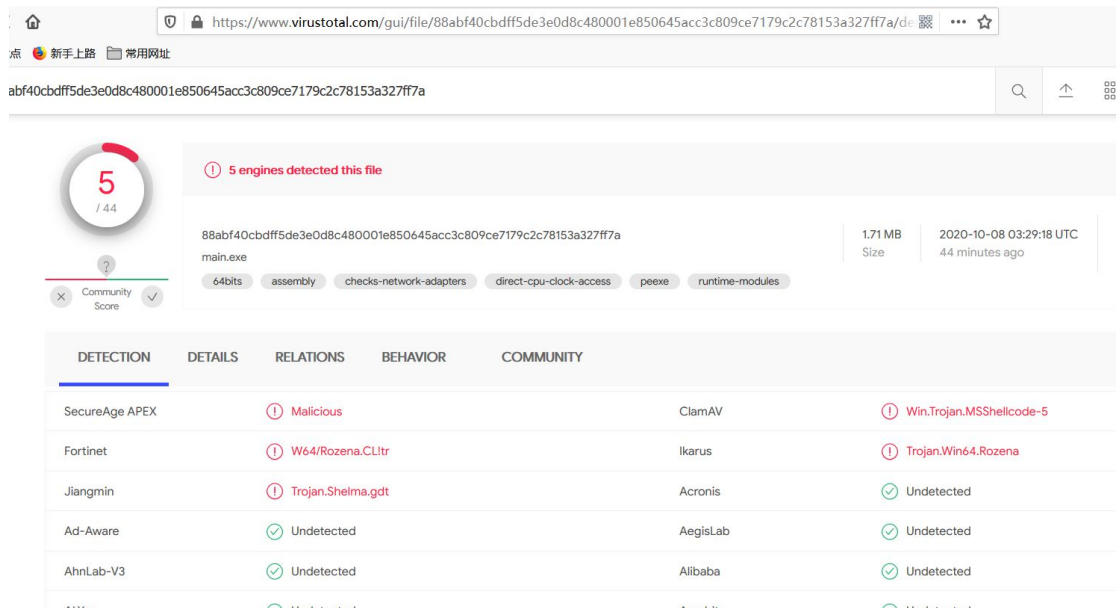 https://www.virustotal.com/gui/file/88abf40cbdff5de3e0d8c480001e850645acc3c809ce7179c2c78153a327ff7a/de
点 新手上路 常用网址
abf40cbdff5de3e0d8c480001e850645acc3c809ce7179c2c78153a327ff7a
5
/ 44
5 engines detected this file
88abf40cbdff5de3e0d8c480001e850645acc3c809ce7179c2c78153a327ff7a
main.exe
64bits assembly checks-network-adapters direct-cpu-clock-access peexe runtime-modules
1.71 MB
Size
2020-10-08 03:29:18 UTC
44 minutes ago
?
Community
Score
DETECTION DETAILS RELATIONS BEHAVIOR COMMUNITY
SecureAge APEX Malicious ClamAV Win.Trojan.MSShellcode-5
Fortinet W64/Rozena.CL!tr Ikarus Trojan.Win64.Rozena
Jiangmin Trojan.Shelma.gdt Acronis Undetected
Ad-Aware Undetected AegisLab Undetected
AhnLab-V3 Undetected Alibaba Undetected